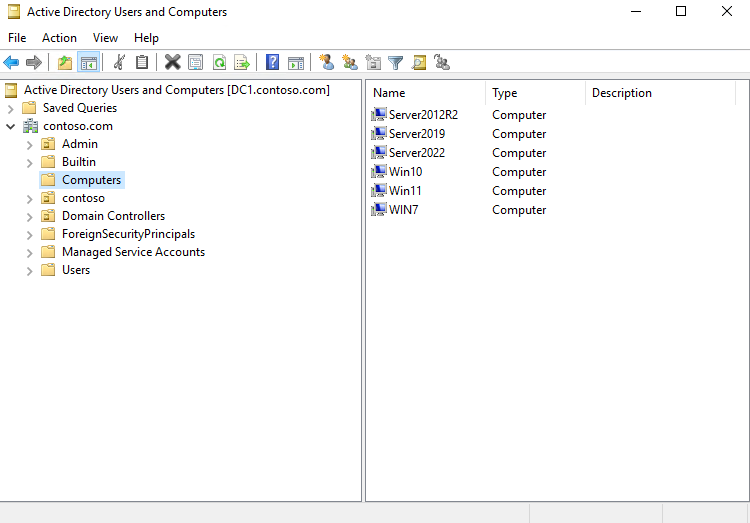 Active Directory Users and Computers
File Action View Help
Active Directory Users and Computers [DC1.contoso.com]
Saved Queries
contoso.com
Admin
Builtin
Computers
contoso
Domain Controllers
ForeignSecurityPrincipals
Managed Service Accounts
Users
Name Type Description
Server2012R2 Computer
Server2019 Computer
Server2022 Computer
Win10 Computer
Win11 Computer
WIN7 Computer